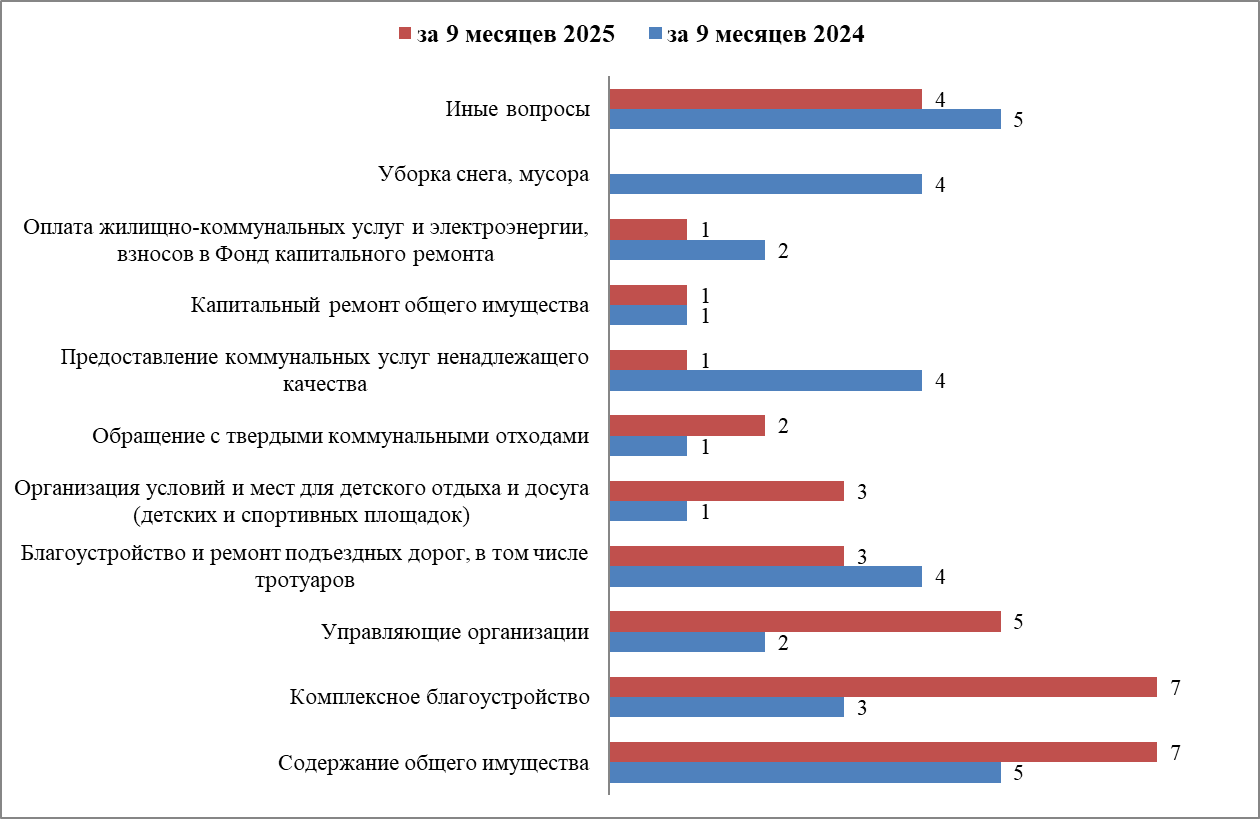 за 9 месяцев 2025 за 9 месяцев 2024
Иные вопросы
4
5
Уборка снега, мусора
4
Оплата жилищно-коммунальных услуг и электроэнергии,
взносов в Фонд капитального ремонта
1
2
Капитальный ремонт общего имущества
1
1
Предоставление коммунальных услуг ненадлежащего
качества
1
4
Обращение с твердыми коммунальными отходами
2
1
Организация условий и мест для детского отдыха и досуга
(детских и спортивных площадок)
3
1
Благоустройство и ремонт подъездных дорог, в том числе
тротуаров
3
4
Управляющие организации
5
2
Комплексное благоустройство
7
3
Содержание общего имущества
7
5